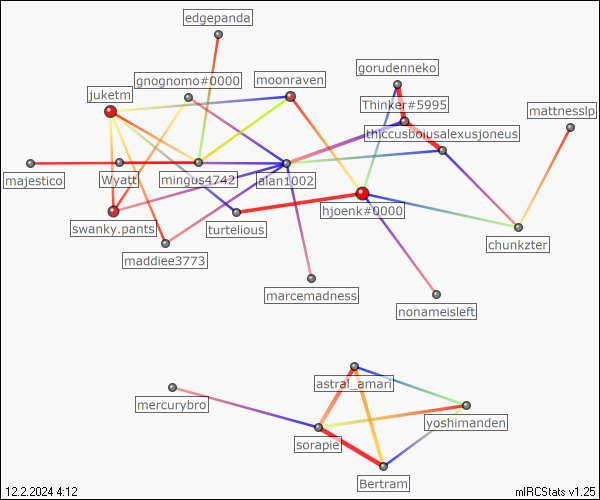 edgepanda
gorudenneko
gnognomo#0000
moonraven
juketm
Thinker#5995
mattnesslp
thiccusboiusalexusjoneus
majestico
Wyatt
mingus4742
alan1002
hjoenk#0000
swanky.pants
turtelious
chunkzter
maddiee3773
marcemadness
nonameisleft
astral_amari
mercurybro
yoshimanden
sorapie
Bertram
12.2.2024 4:12
mIRCStats v1.25